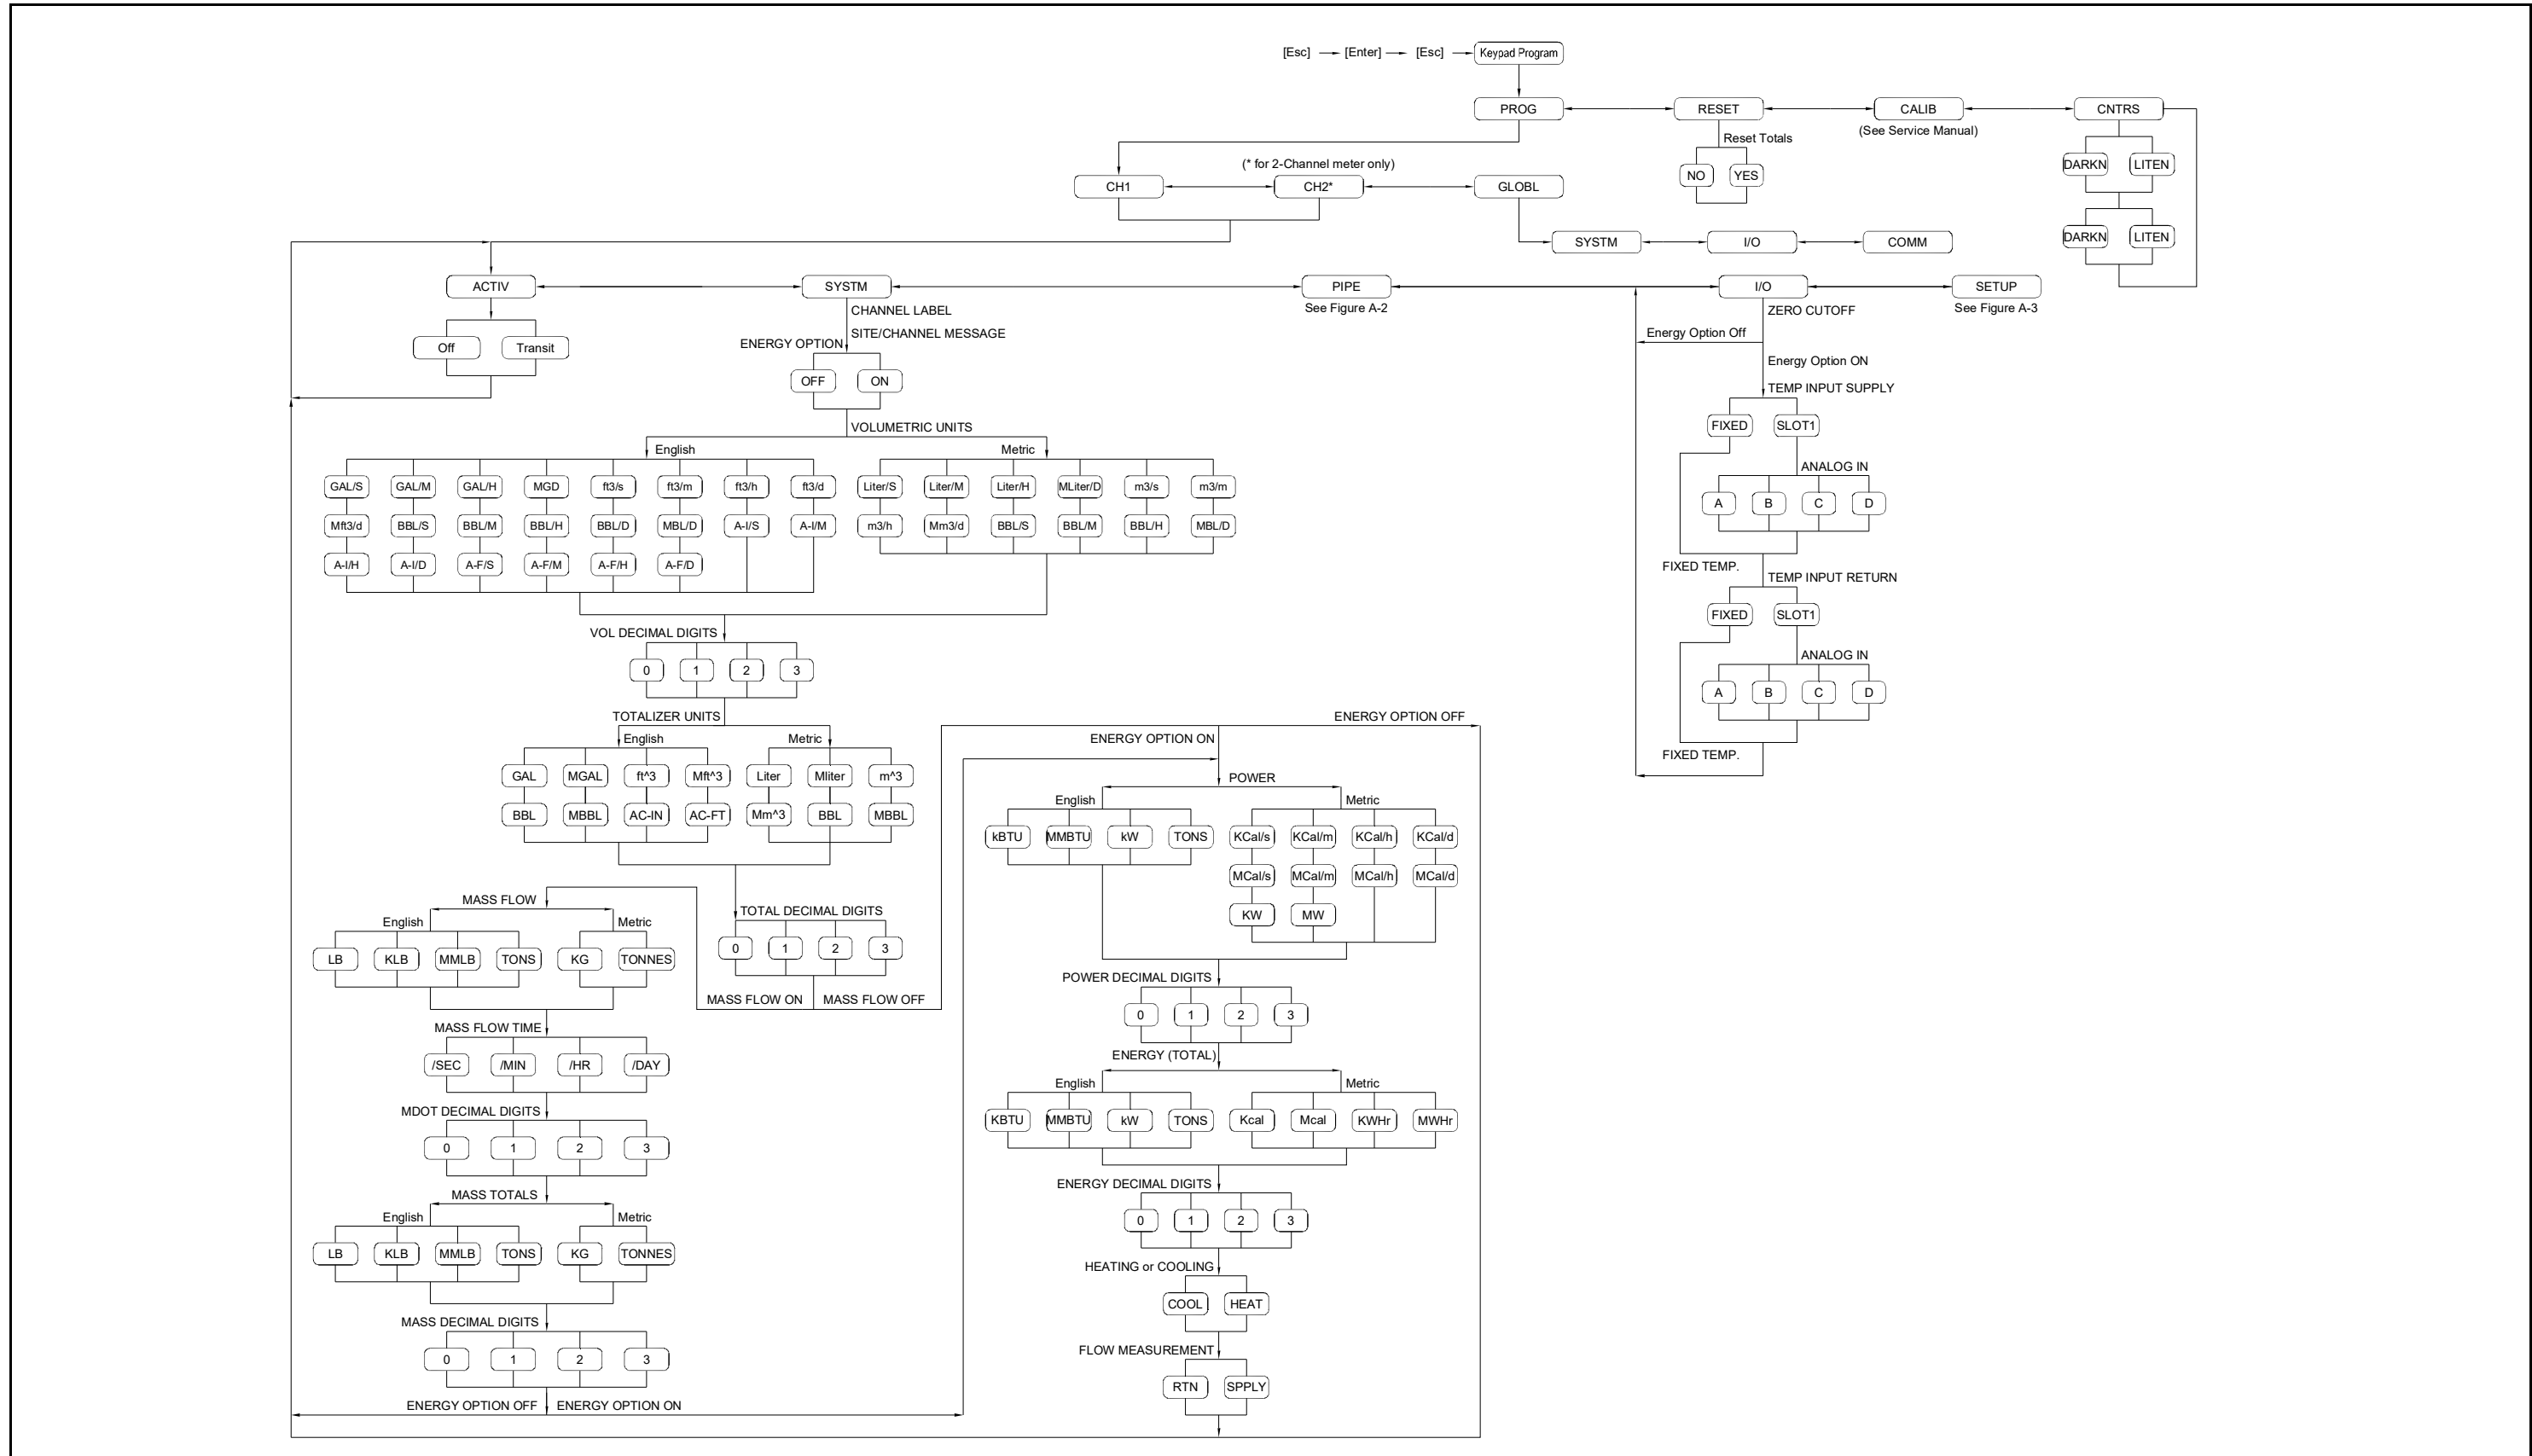 [Esc] [Enter] [Esc] Keypad Program
PROG RESET CALIB CNTRS
(See Service Manual)
Reset Totals
NO YES
DARKN LITEN
DARKN LITEN
(* for 2-Channel meter only)
CH1 CH2* GLOBL
SYSTM I/O COMM
ACTIV SYSTM PIPE I/O SETUP
See Figure A-2
See Figure A-3
Off Transit
CHANNEL LABEL
SITE/CHANNEL MESSAGE
ENERGY OPTION
OFF ON
VOLUMETRIC UNITS
English Metric
GAL/S GAL/M GAL/H MGD ft3/s ft3/m ft3/h ft3/d
Mft3/d BBL/S BBL/M BBL/H BBL/D MBL/D A-I/S A-I/M
A-I/H A-I/D A-F/S A-F/M A-F/H A-F/D
Liter/S Liter/M Liter/H MLiter/D m3/s m3/m
m3/h Mm3/d BBL/S BBL/M BBL/H MBL/D
VOL DECIMAL DIGITS
0 1 2 3
TOTALIZER UNITS
English Metric
GAL MGAL ft^3 Mft^3 Liter Mliter m^3
BBL MBBL AC-IN AC-FT Mm^3 BBL MBBL
TOTAL DECIMAL DIGITS
0 1 2 3
MASS FLOW ON MASS FLOW OFF
MASS FLOW
English Metric
LB KLB MMLB TONS KG TONNES
MASS FLOW TIME
/SEC /MIN /HR /DAY
MDOT DECIMAL DIGITS
0 1 2 3
MASS TOTALS
English Metric
LB KLB MMLB TONS KG TONNES
MASS DECIMAL DIGITS
0 1 2 3
ENERGY OPTION OFF ENERGY OPTION ON
ENERGY OPTION OFF
ENERGY OPTION ON
POWER
English Metric
kBTU MMBTU kW TONS KCal/s KCal/m KCal/h KCal/d
MCal/s MCal/m MCal/h MCal/d
KW MW
POWER DECIMAL DIGITS
0 1 2 3
ENERGY (TOTAL)
English Metric
KBTU MMBTU kW TONS Kcal Mcal KWHr MWHr
ENERGY DECIMAL DIGITS
0 1 2 3
HEATING or COOLING
COOL HEAT
FLOW MEASUREMENT
RTN SPPLY
ZERO CUTOFF
Energy Option Off
Energy Option ON
TEMP INPUT SUPPLY
FIXED SLOT1
ANALOG IN
A B C D
FIXED TEMP.
TEMP INPUT RETURN
FIXED SLOT1
ANALOG IN
A B C D
FIXED TEMP.